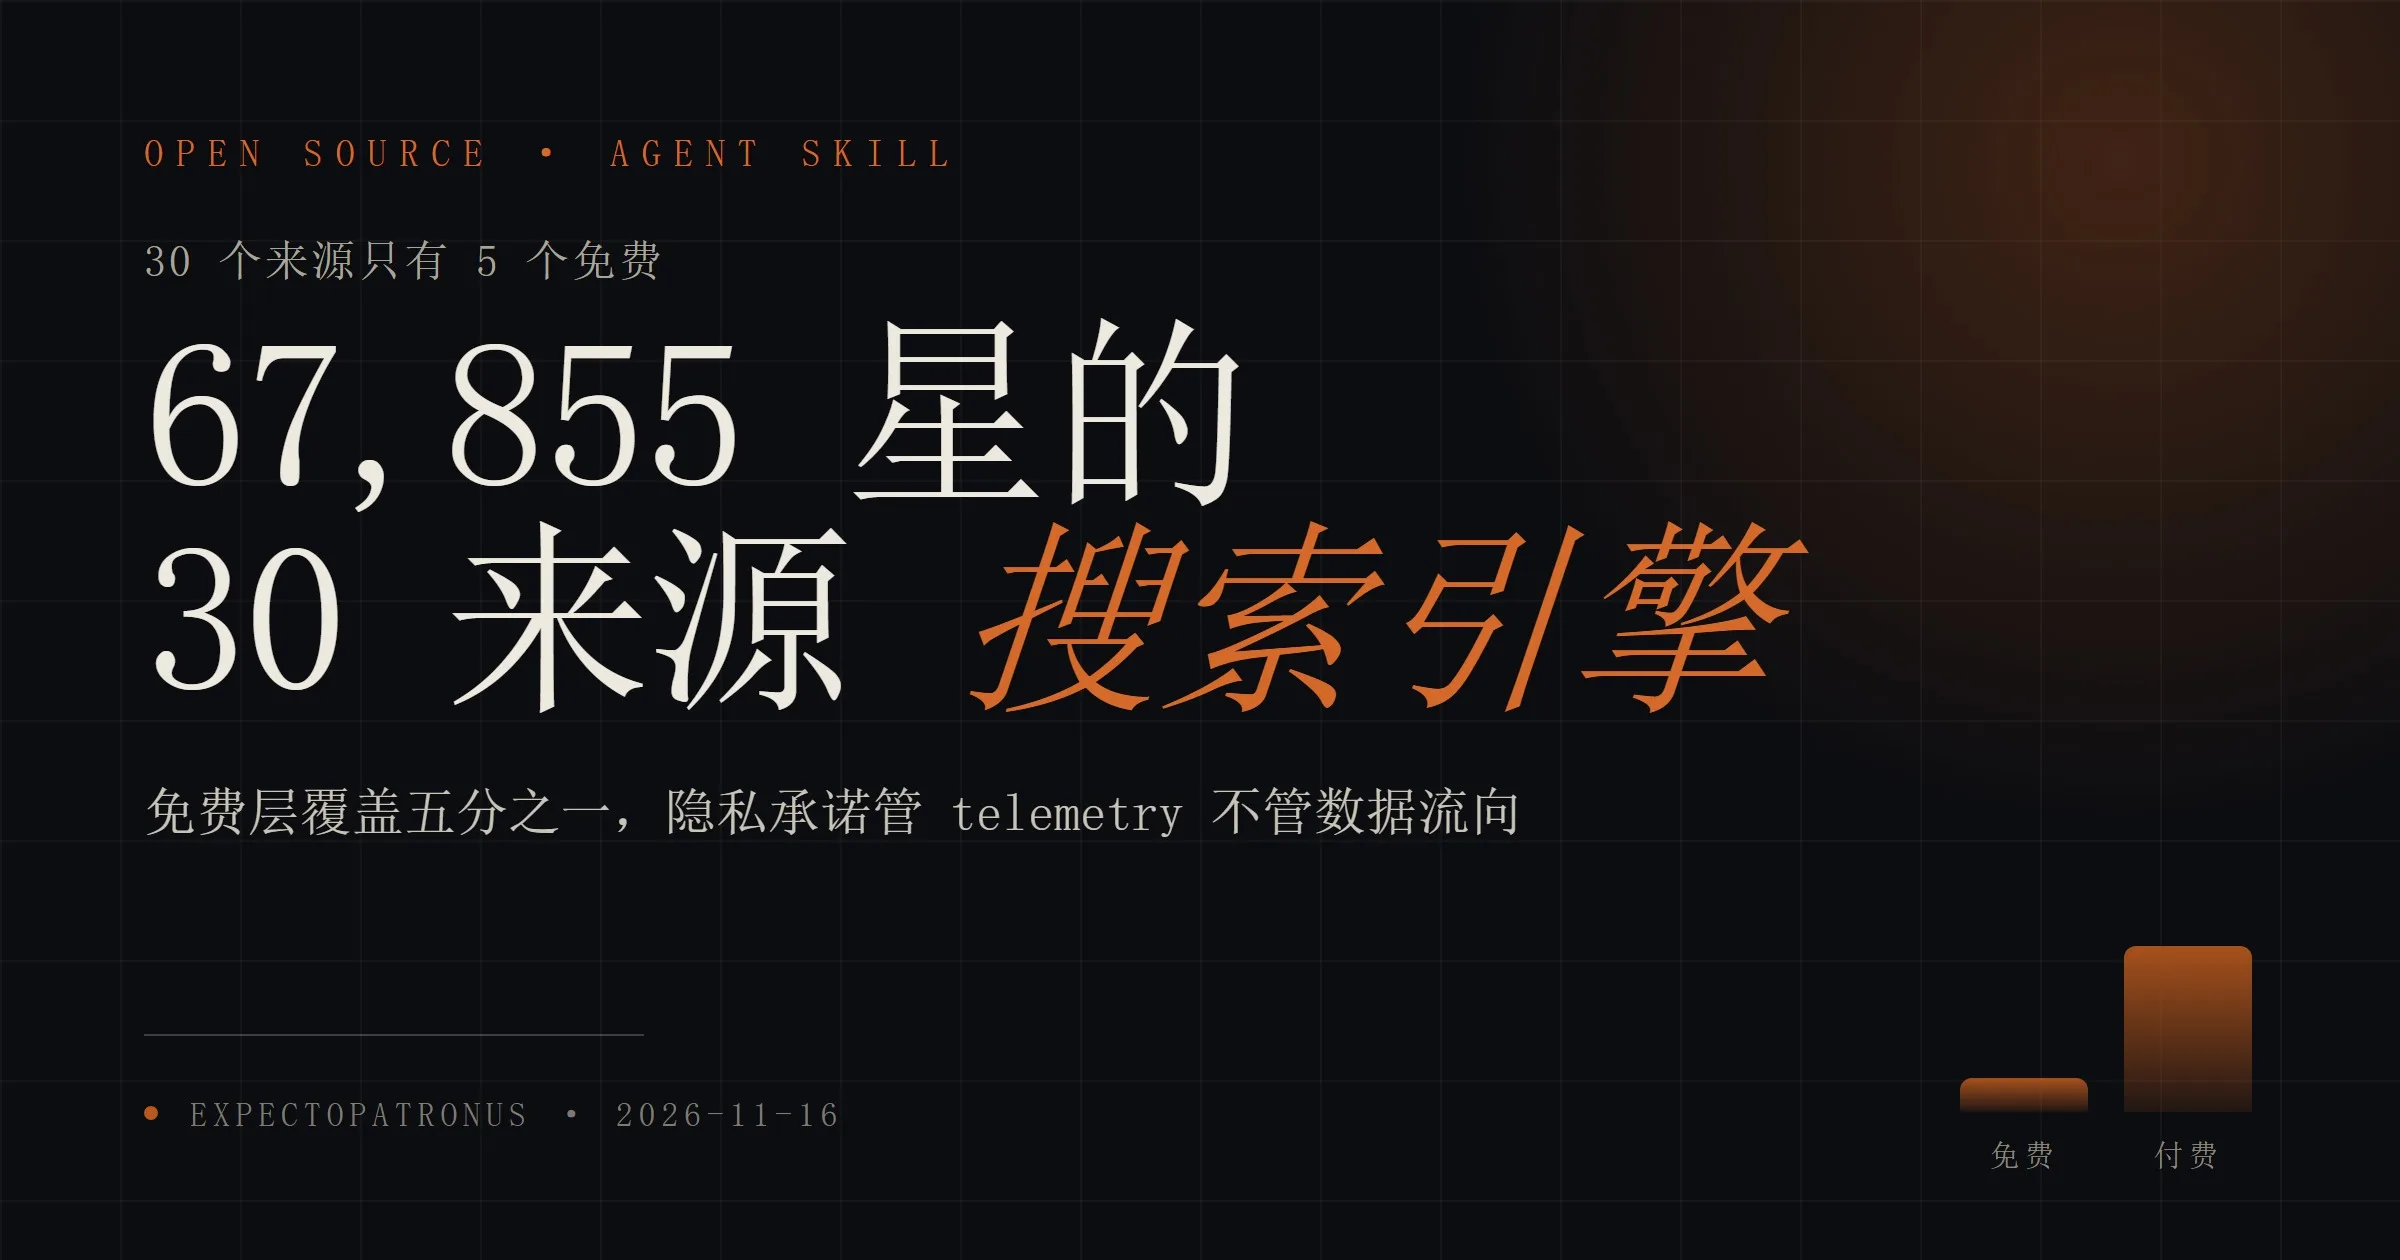 OPEN SOURCE • AGENT SKILL
30 个来源只有 5 个免费
67,855 星的
30 来源 搜索引擎
免费层覆盖五分之一，隐私承诺管 telemetry 不管数据流向
EXPECTOPATRONUS • 2026-11-16
免费
付费